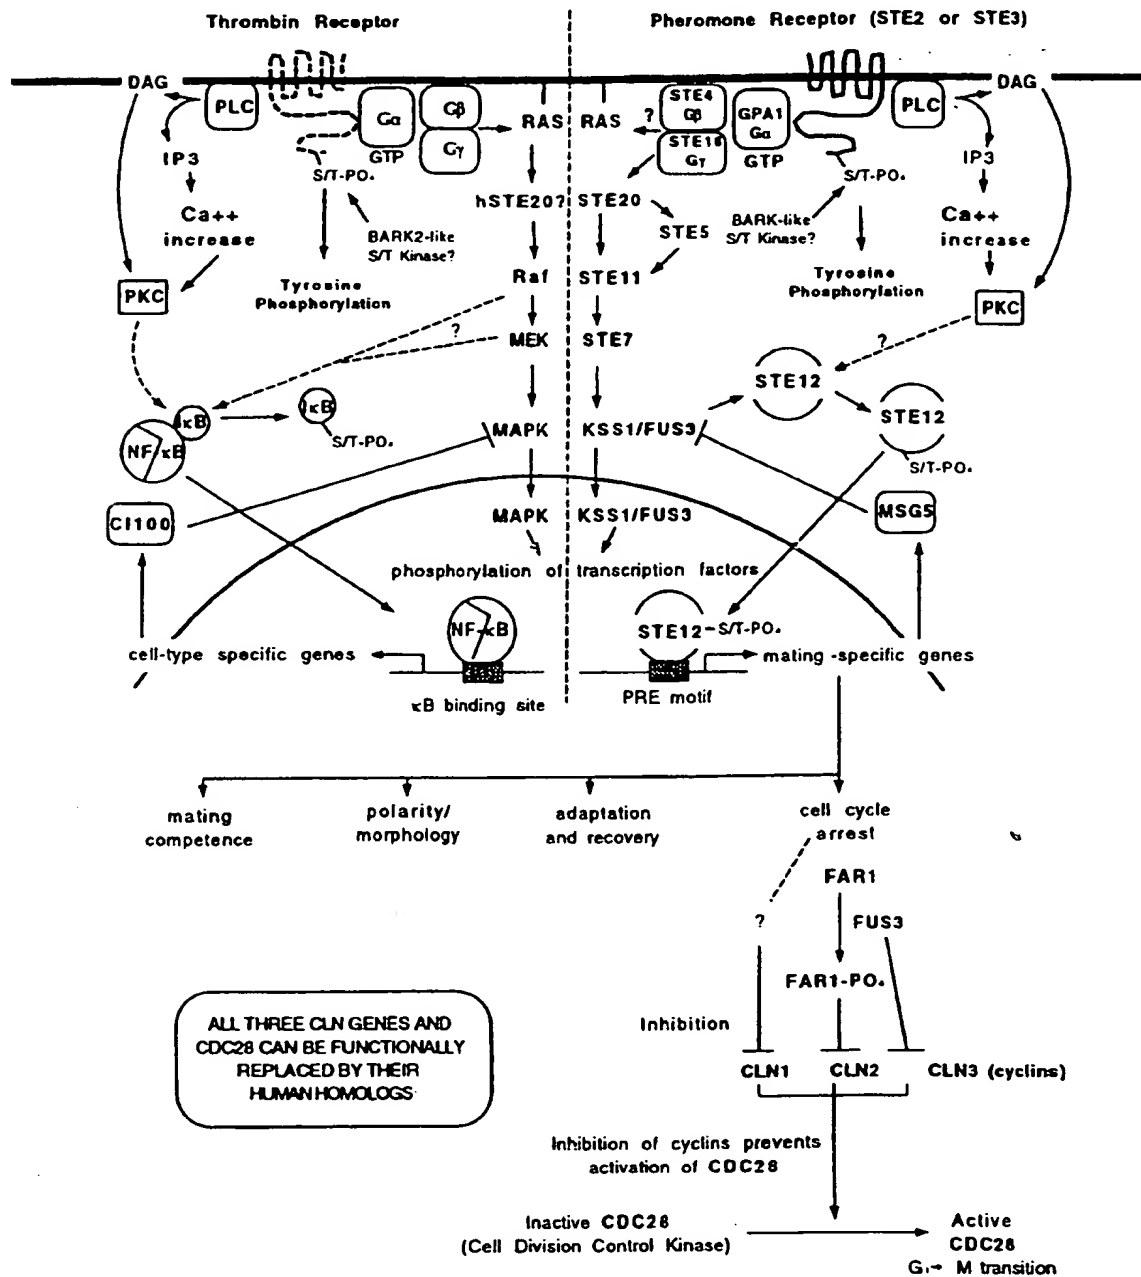 Thrombin Receptor
Pheromone Receptor (STE2 or STE3)
DAG
PLC
Gα
GTP
Gβ
Gγ
RAS
RAS
?
STE4
Gβ
STE18
Gγ
GPA1
Gα
GTP
PLC
DAG
IP3
S/T-PO₄
S/T-PO₄
IP3
Ca++
increase
BARK2-like
S/T Kinase?
hSTE20?
STE20
STE5
BARK-like
S/T Kinase?
Ca++
increase
PKC
Tyrosine
Phosphorylation
Raf
STE11
Tyrosine
Phosphorylation
PKC
?
MEK
STE7
?
STE12
IκB
IκB
S/T-PO₄
NF-κB
MAPK
KSS1/FUS3
STE12
S/T-PO₄
CI100
MAPK
KSS1/FUS3
MSG5
phosphorylation of transcription factors
NF-κB
STE12-S/T-PO₄
cell-type specific genes
mating-specific genes
κB binding site
PRE motif
mating
competence
polarity/
morphology
adaptation
and recovery
cell cycle
arrest
FAR1
?
FUS3
FAR1-PO₄
Inhibition
CLN1
CLN2
CLN3 (cyclins)
ALL THREE CLN GENES AND
CDC28 CAN BE FUNCTIONALLY
REPLACED BY THEIR
HUMAN HOMOLOGS
Inhibition of cyclins prevents
activation of CDC28
Inactive CDC28
(Cell Division Control Kinase)
Active
CDC28
G₁→ M transition